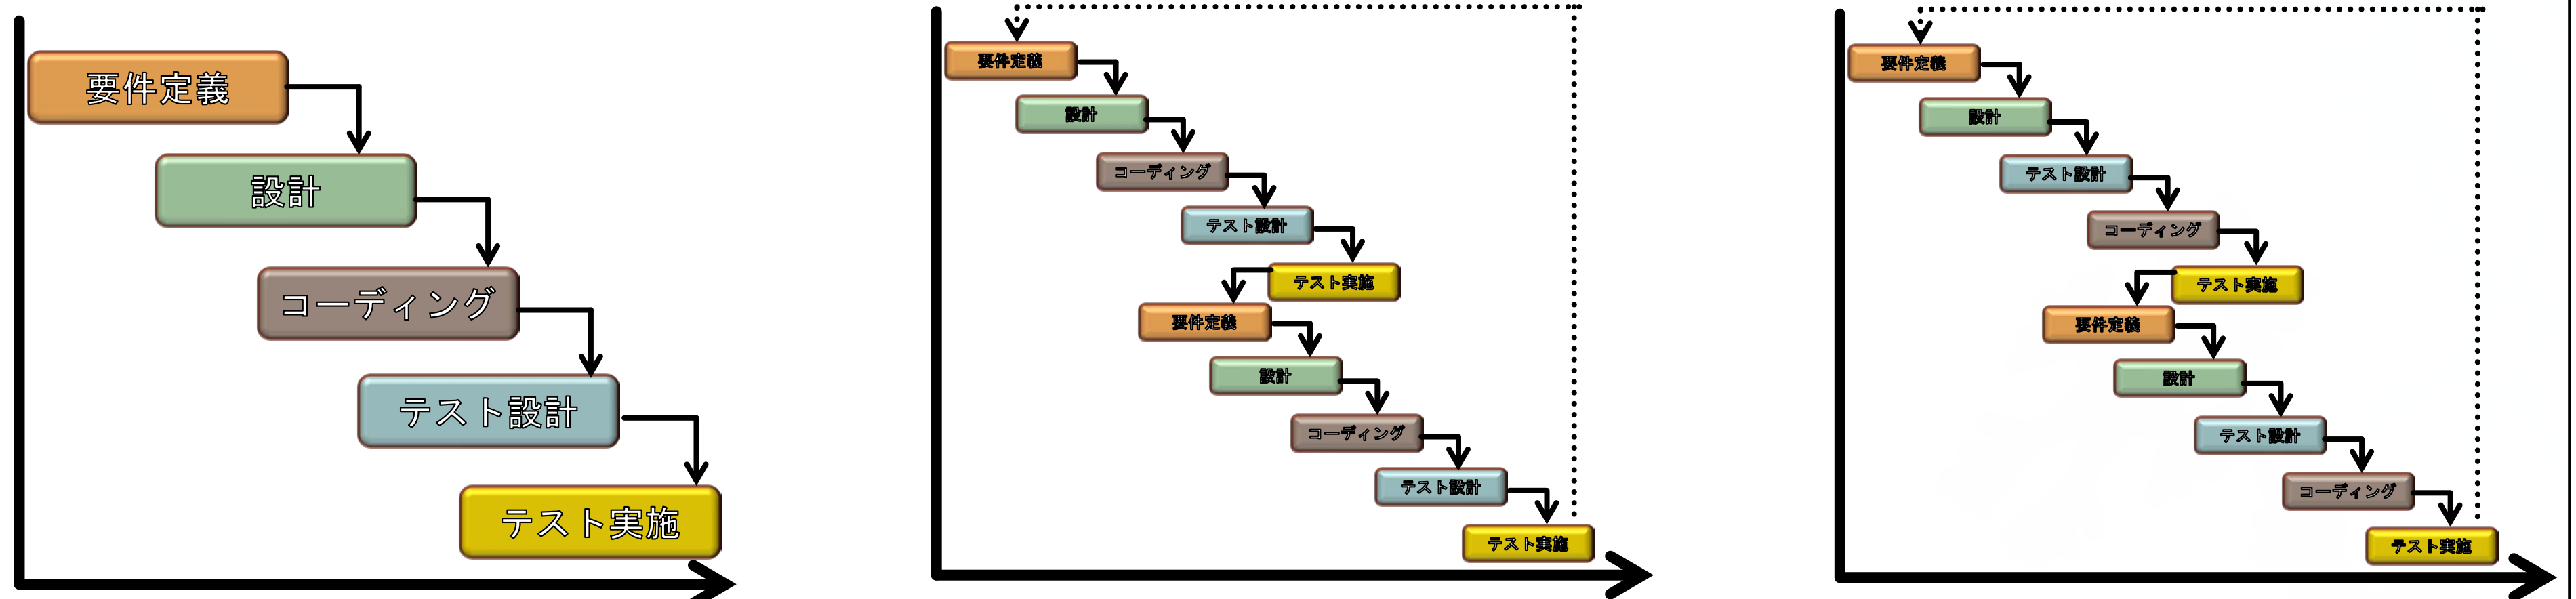 要件定義
設計
コーディング
テスト設計
テスト実施
要件定義
設計
コーディング
テスト設計
テスト実施
要件定義
設計
コーディング
テスト設計
テスト実施
要件定義
設計
テスト設計
コーディング
テスト実施
要件定義
設計
テスト設計
コーディング
テスト実施